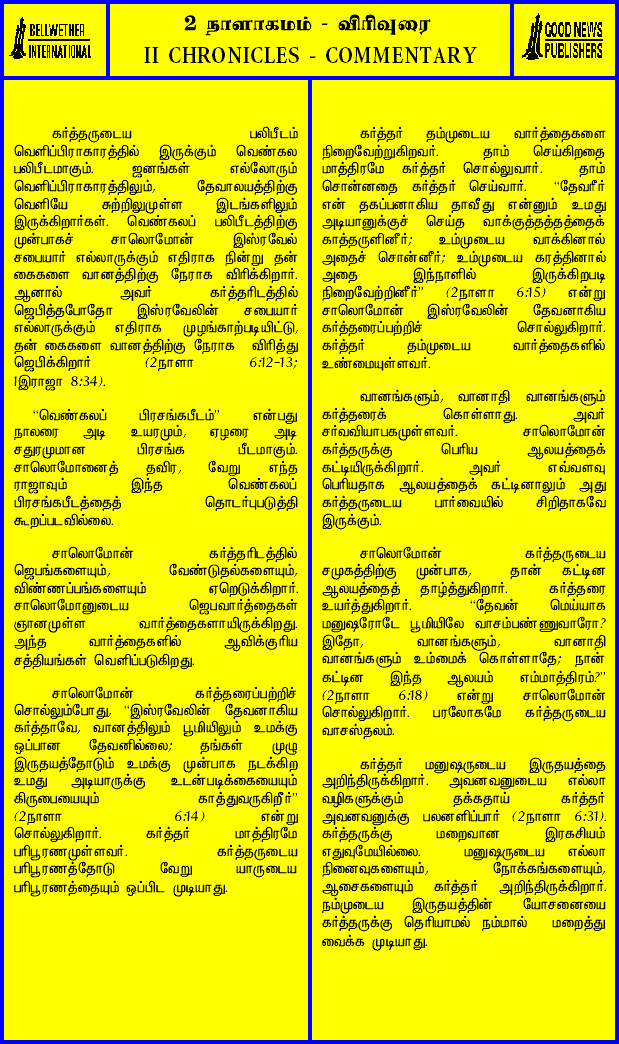 BELLWETHER
INTERNATIONAL
2 நாளாகமம் - விரிவுரை
II CHRONICLES - COMMENTARY
GOOD NEWS
PUBLISHERS
கர்த்தருடைய பலிபீடம்
வெளிப்பிராகாரத்தில் இருக்கும் வெண்கல
பலிபீடமாகும். ஜனங்கள் எல்லோரும்
வெளிப்பிராகாரத்திலும், தேவாலயத்திற்கு
வெளியே சுற்றிலுமுள்ள இடங்களிலும்
இருக்கிறார்கள். வெண்கலப் பலிபீடத்திற்கு
முன்பாகச் சாலொமோன் இஸ்ரவேல்
சபையார் எல்லாருக்கும் எதிராக நின்று தன்
கைகளை வானத்திற்கு நேராக விரிக்கிறார்.
ஆனால் அவர் கர்த்தரிடத்தில்
ஜெபித்தபோதோ இஸ்ரவேலின் சபையார்
எல்லாருக்கும் எதிராக முழங்காற்படியிட்டு,
தன் கைகளை வானத்திற்கு நேராக விரித்து
ஜெபிக்கிறார் (2நாளா 6:12-13;
1இராஜா 8:34).
“வெண்கலப் பிரசங்கபீடம்” என்பது
நாலரை அடி உயரமும், ஏழரை அடி
சதுரமுமான பிரசங்க பீடமாகும்.
சாலொமோனைத் தவிர, வேறு எந்த
ராஜாவும் இந்த வெண்கலப்
பிரசங்கபீடத்தைத் தொடர்புபடுத்தி
கூறப்படவில்லை.
சாலொமோன் கர்த்தரிடத்தில்
ஜெபங்களையும், வேண்டுதல்களையும்,
விண்ணப்பங்களையும் ஏறெடுக்கிறார்.
சாலொமோனுடைய ஜெபவார்த்தைகள்
ஞானமுள்ள வார்த்தைகளாயிருக்கிறது.
அந்த வார்த்தைகளில் ஆவிக்குரிய
சத்தியங்கள் வெளிப்படுகிறது.
சாலொமோன் கர்த்தரைப்பற்றிச்
சொல்லும்போது, “இஸ்ரவேலின் தேவனாகிய
கர்த்தாவே, வானத்திலும் பூமியிலும் உமக்கு
ஒப்பான தேவனில்லை; தங்கள் முழு
இருதயத்தோடும் உமக்கு முன்பாக நடக்கிற
உமது அடியாருக்கு உடன்படிக்கையையும்
கிருபையையும் காத்துவருகிறீர்”
(2நாளா 6:14) என்று
சொல்லுகிறார். கர்த்தர் மாத்திரமே
பரிபூரணமுள்ளவர். கர்த்தருடைய
பரிபூரணத்தோடு வேறு யாருடைய
பரிபூரணத்தையும் ஒப்பிட முடியாது.
கர்த்தர் தம்முடைய வார்த்தைகளை
நிறைவேற்றுகிறவர். தாம் செய்கிறதை
மாத்திரமே கர்த்தர் சொல்லுவார். தாம்
சொன்னதை கர்த்தர் செய்வார். “தேவரீர்
என் தகப்பனாகிய தாவீது என்னும் உமது
அடியானுக்குச் செய்த வாக்குத்தத்தத்தைக்
காத்தருளினீர்; உம்முடைய வாக்கினால்
அதைச் சொன்னீர்; உம்முடைய கரத்தினால்
அதை இந்நாளில் இருக்கிறபடி
நிறைவேற்றினீர்” (2நாளா 6:15) என்று
சாலொமோன் இஸ்ரவேலின் தேவனாகிய
கர்த்தரைப்பற்றிச் சொல்லுகிறார்.
கர்த்தர் தம்முடைய வார்த்தைகளில்
உண்மையுள்ளவர்.
வானங்களும், வானாதி வானங்களும்
கர்த்தரைக் கொள்ளாது. அவர்
சர்வவியாபகமுள்ளவர். சாலொமோன்
கர்த்தருக்கு பெரிய ஆலயத்தைக்
கட்டியிருக்கிறார். அவர் எவ்வளவு
பெரியதாக ஆலயத்தைக் கட்டினாலும் அது
கர்த்தருடைய பார்வையில் சிறிதாகவே
இருக்கும்.
சாலொமோன் கர்த்தருடைய
சமுகத்திற்கு முன்பாக, தான் கட்டின
ஆலயத்தைத் தாழ்த்துகிறார். கர்த்தரை
உயர்த்துகிறார். “தேவன் மெய்யாக
மனுஷரோடே பூமியிலே வாசம்பண்ணுவாரோ?
இதோ, வானங்களும், வானாதி
வானங்களும் உம்மைக் கொள்ளாதே; நான்
கட்டின இந்த ஆலயம் எம்மாத்திரம்?”
(2நாளா 6:18) என்று சாலொமோன்
சொல்லுகிறார். பரலோகமே கர்த்தருடைய
வாசஸ்தலம்.
கர்த்தர் மனுஷருடைய இருதயத்தை
அறிந்திருக்கிறார். அவனவனுடைய எல்லா
வழிகளுக்கும் தக்கதாய் கர்த்தர்
அவனவனுக்கு பலனளிப்பார் (2நாளா 6:31).
கர்த்தருக்கு மறைவான இரகசியம்
எதுவுமேயில்லை. மனுஷருடைய எல்லா
நினைவுகளையும், நோக்கங்களையும்,
ஆசைகளையும் கர்த்தர் அறிந்திருக்கிறார்.
நம்முடைய இருதயத்தின் யோசனையை
கர்த்தருக்கு தெரியாமல் நம்மால் மறைத்து
வைக்க முடியாது.